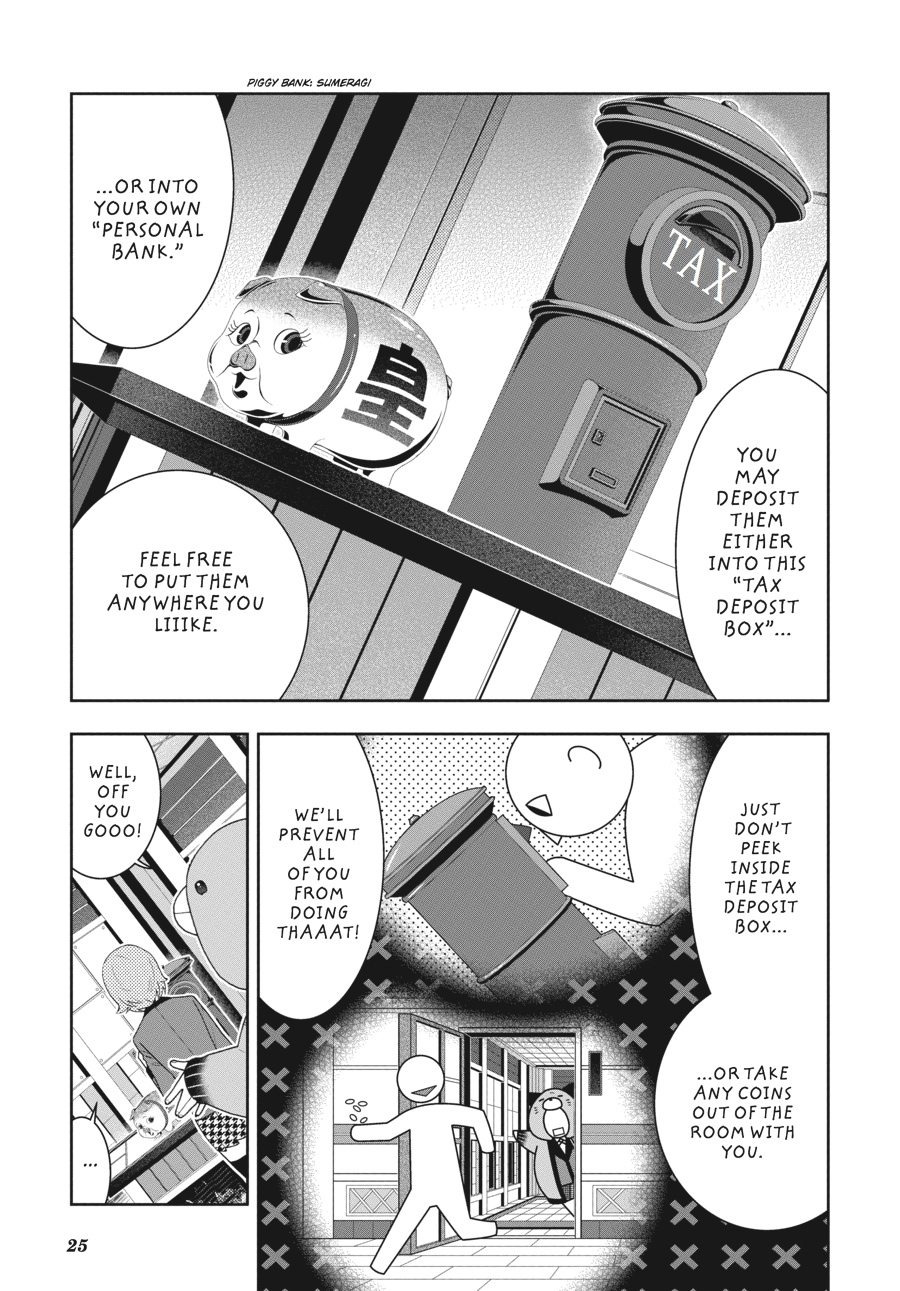 PIGGY BANK: SUMERAGI
YOU
MAY
DEPOSIT
THEM
EITHER
INTO THIS
“TAX
DEPOSIT
BOX”...
TAX
皇
...OR INTO
YOUR OWN
“PERSONAL
BANK.”
FEEL FREE
TO PUT THEM
ANYWHERE YOU
LIIIKE.
JUST
DON'T
PEEK
INSIDE
THE TAX
DEPOSIT
BOX...
...OR TAKE
ANY COINS
OUT OF THE
ROOM WITH
YOU.
WE'LL
PREVENT
ALL
OF YOU
FROM
DOING
THAAAT!
WELL,
OFF
YOU
GOOO!
...
25